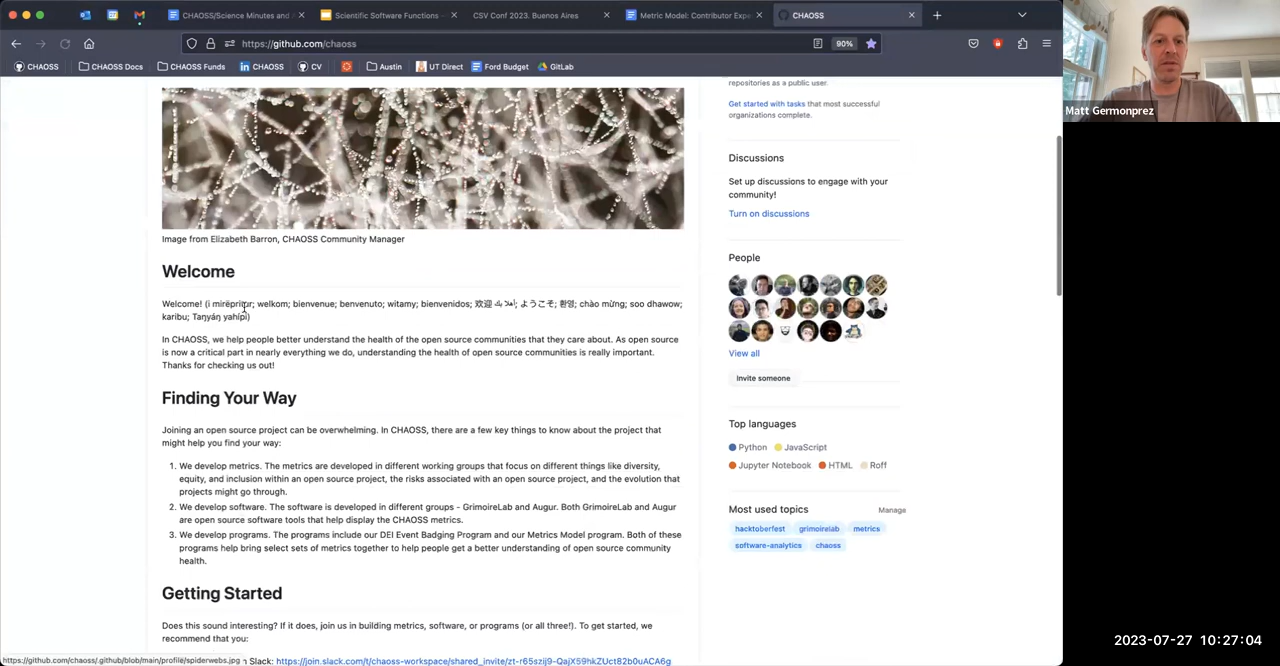 CHAOSS/Science Minutes and
Scientific Software Functions
CSV Conf 2023. Buenos Aires
Metric Model: Contributor Expe
CHAOSS
https://github.com/chaoss
90%
CHAOSS
CHAOSS Docs
CHAOSS Funds
CHAOSS
CV
Austin
UT Direct
Ford Budget
GitLab
Image from Elizabeth Barron, CHAOSS Community Manager
Welcome
Welcome! (i mirëpritur; welkom; bienvenue; benvenuto; witamy; bienvenidos; 欢迎 أهلا بك; ようこそ; 환영; chào mừng; soo dhawow;
karibu; Taŋyáŋ yahípi)
In CHAOSS, we help people better understand the health of the open source communities that they care about. As open source
is now a critical part in nearly everything we do, understanding the health of open source communities is really important.
Thanks for checking us out!
Finding Your Way
Joining an open source project can be overwhelming. In CHAOSS, there are a few key things to know about the project that
might help you find your way:
1. We develop metrics. The metrics are developed in different working groups that focus on different things like diversity,
equity, and inclusion within an open source project, the risks associated with an open source project, and the evolution that
projects might go through.
2. We develop software. The software is developed in different groups - GrimoireLab and Augur. Both GrimoireLab and Augur
are open source software tools that help display the CHAOSS metrics.
3. We develop programs. The programs include our DEI Event Badging Program and our Metrics Model program. Both of these
programs help bring select sets of metrics together to help people get a better understanding of open source community
health.
Getting Started
Does this sound interesting? If it does, join us in building metrics, software, or programs (or all three!). To get started, we
recommend that you:
n Slack: https://join.slack.com/t/chaoss-workspace/shared_invite/zt-r65szij9-QajX59hkZUct82b0uACA6g
https://github.com/chaoss/.github/blob/main/profile/spiderwebs.jpg
repositories as a public user.
Get started with tasks that most successful
organizations complete.
Discussions
Set up discussions to engage with your
community!
Turn on discussions
People
View all
Invite someone
Top languages
Python JavaScript
Jupyter Notebook HTML Roff
Most used topics Manage
hacktoberfest grimoirelab metrics
software-analytics chaoss
Matt Germonprez
2023-07-27 10:27:04